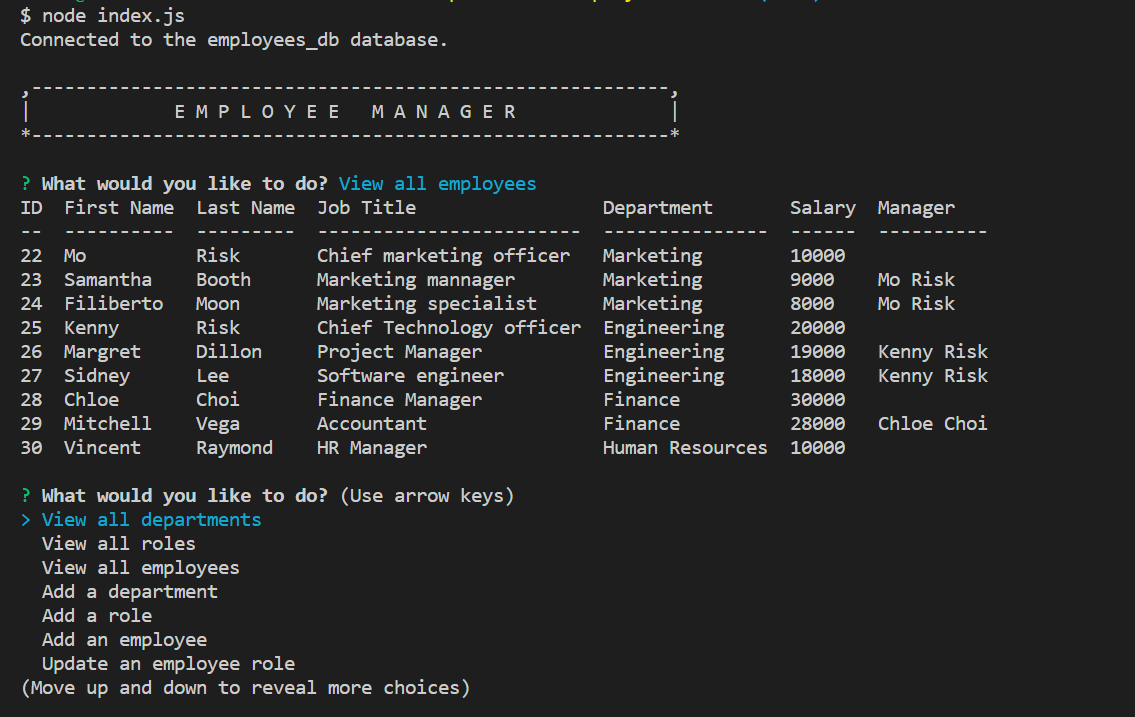 $ node index.js
Connected to the employees_db database.
,----------------------------------------------------------,
|             E M P L O Y E E   M A N A G E R              |
*----------------------------------------------------------*
? What would you like to do? View all employees
ID  First Name  Last Name  Job Title                 Department       Salary  Manager
--  ----------  ---------  ------------------------  ---------------  ------  ----------
22  Mo          Risk       Chief marketing officer   Marketing        10000
23  Samantha    Booth      Marketing mannager        Marketing        9000    Mo Risk
24  Filiberto   Moon       Marketing specialist      Marketing        8000    Mo Risk
25  Kenny       Risk       Chief Technology officer  Engineering      20000
26  Margret     Dillon     Project Manager           Engineering      19000   Kenny Risk
27  Sidney      Lee        Software engineer         Engineering      18000   Kenny Risk
28  Chloe       Choi       Finance Manager           Finance          30000
29  Mitchell    Vega       Accountant                Finance          28000   Chloe Choi
30  Vincent     Raymond    HR Manager                Human Resources  10000
? What would you like to do? (Use arrow keys)
> View all departments
  View all roles
  View all employees
  Add a department
  Add a role
  Add an employee
  Update an employee role
(Move up and down to reveal more choices)